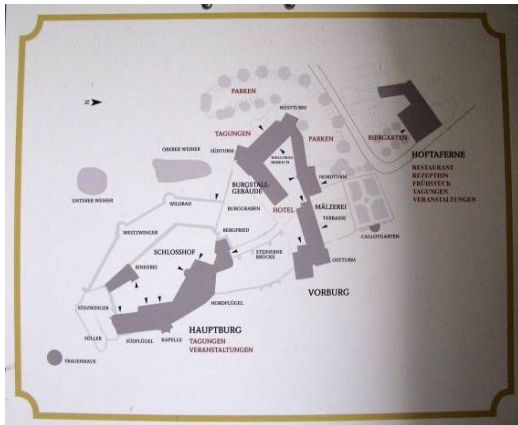 PARKEN
WESTTURM
TAGUNGEN
PARKEN
BIERGARTEN
OBERER WEIHER
SÜDTURM
HOFTAFERNE
RESTAURANT
REZEPTION
FRÜHSTÜCK
TAGUNGEN
VERANSTALTUNGEN
NORDTURM
BURGSTALL-
GEBÄUDE
UNTERER WEIHER
WILDBAD
BURGGRABEN
HOTEL
MÄLZEREI
TERRASSE
WESTZWINGER
BERGFRIED
CALLOTGARTEN
SCHLOSSHOF
STEINERNE
BRÜCKE
OSTTURM
RINDEREI
VORBURG
SÜDZWINGER
NORDFLÜGEL
HAUPTBURG
TAGUNGEN
VERANSTALTUNGEN
SÖLLER
SÜDFLÜGEL
KAPELLE
FRAUENHAUS